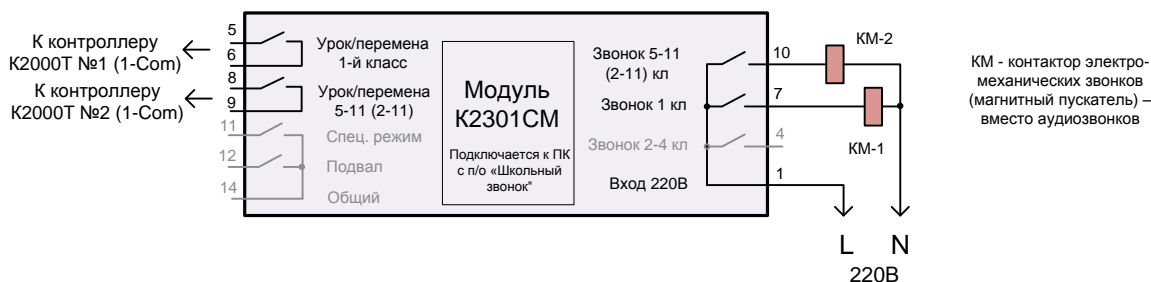 К контроллеру
К2000Т №1 (1-Com)
К контроллеру
К2000Т №2 (1-Com)
5
6
8
9
11
12
14
Урок/перемена
1-й класс
Урок/перемена
5-11 (2-11)
Спец. режим
Подвал
Общий
Модуль
К2301СМ
Подключается к ПК
с п/о «Школьный
звонок"
Звонок 5-11
(2-11) кл
Звонок 1 кл
Звонок 2-4 кл
Вход 220В
10
7
4
1
КМ-2
КМ-1
L N
220В
КМ - контактор электро-
механических звонков
(магнитный пускатель) –
вместо аудиозвонков